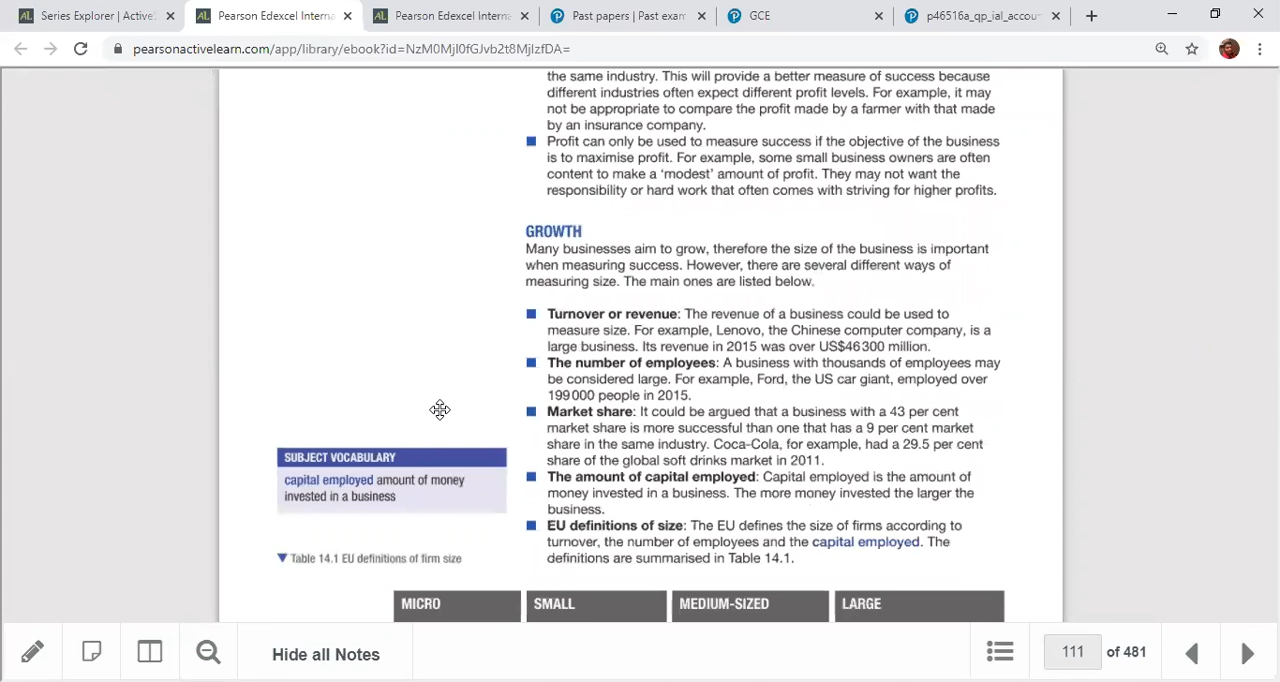 Series Explorer | Active
Pearson Edexcel Interna
Pearson Edexcel Interna
Past papers | Past exam
GCE
p46516a_qp_ial_accou
pearsonactivelearn.com/app/library/ebook?id=NzM0MjI0fGJvb2t8MjIzfDA=
the same industry. This will provide a better measure of success because
different industries often expect different profit levels. For example, it may
not be appropriate to compare the profit made by a farmer with that made
by an insurance company.
Profit can only be used to measure success if the objective of the business
is to maximise profit. For example, some small business owners are often
content to make a ‘modest’ amount of profit. They may not want the
responsibility or hard work that often comes with striving for higher profits.
GROWTH
Many businesses aim to grow, therefore the size of the business is important
when measuring success. However, there are several different ways of
measuring size. The main ones are listed below.
Turnover or revenue: The revenue of a business could be used to
measure size. For example, Lenovo, the Chinese computer company, is a
large business. Its revenue in 2015 was over US$46 300 million.
The number of employees: A business with thousands of employees may
be considered large. For example, Ford, the US car giant, employed over
199 000 people in 2015.
Market share: It could be argued that a business with a 43 per cent
market share is more successful than one that has a 9 per cent market
share in the same industry. Coca-Cola, for example, had a 29.5 per cent
share of the global soft drinks market in 2011.
The amount of capital employed: Capital employed is the amount of
money invested in a business. The more money invested the larger the
business.
EU definitions of size: The EU defines the size of firms according to
turnover, the number of employees and the capital employed. The
definitions are summarised in Table 14.1.
SUBJECT VOCABULARY
capital employed amount of money
invested in a business
Table 14.1 EU definitions of firm size
MICRO SMALL MEDIUM-SIZED LARGE
Hide all Notes
111 of 481